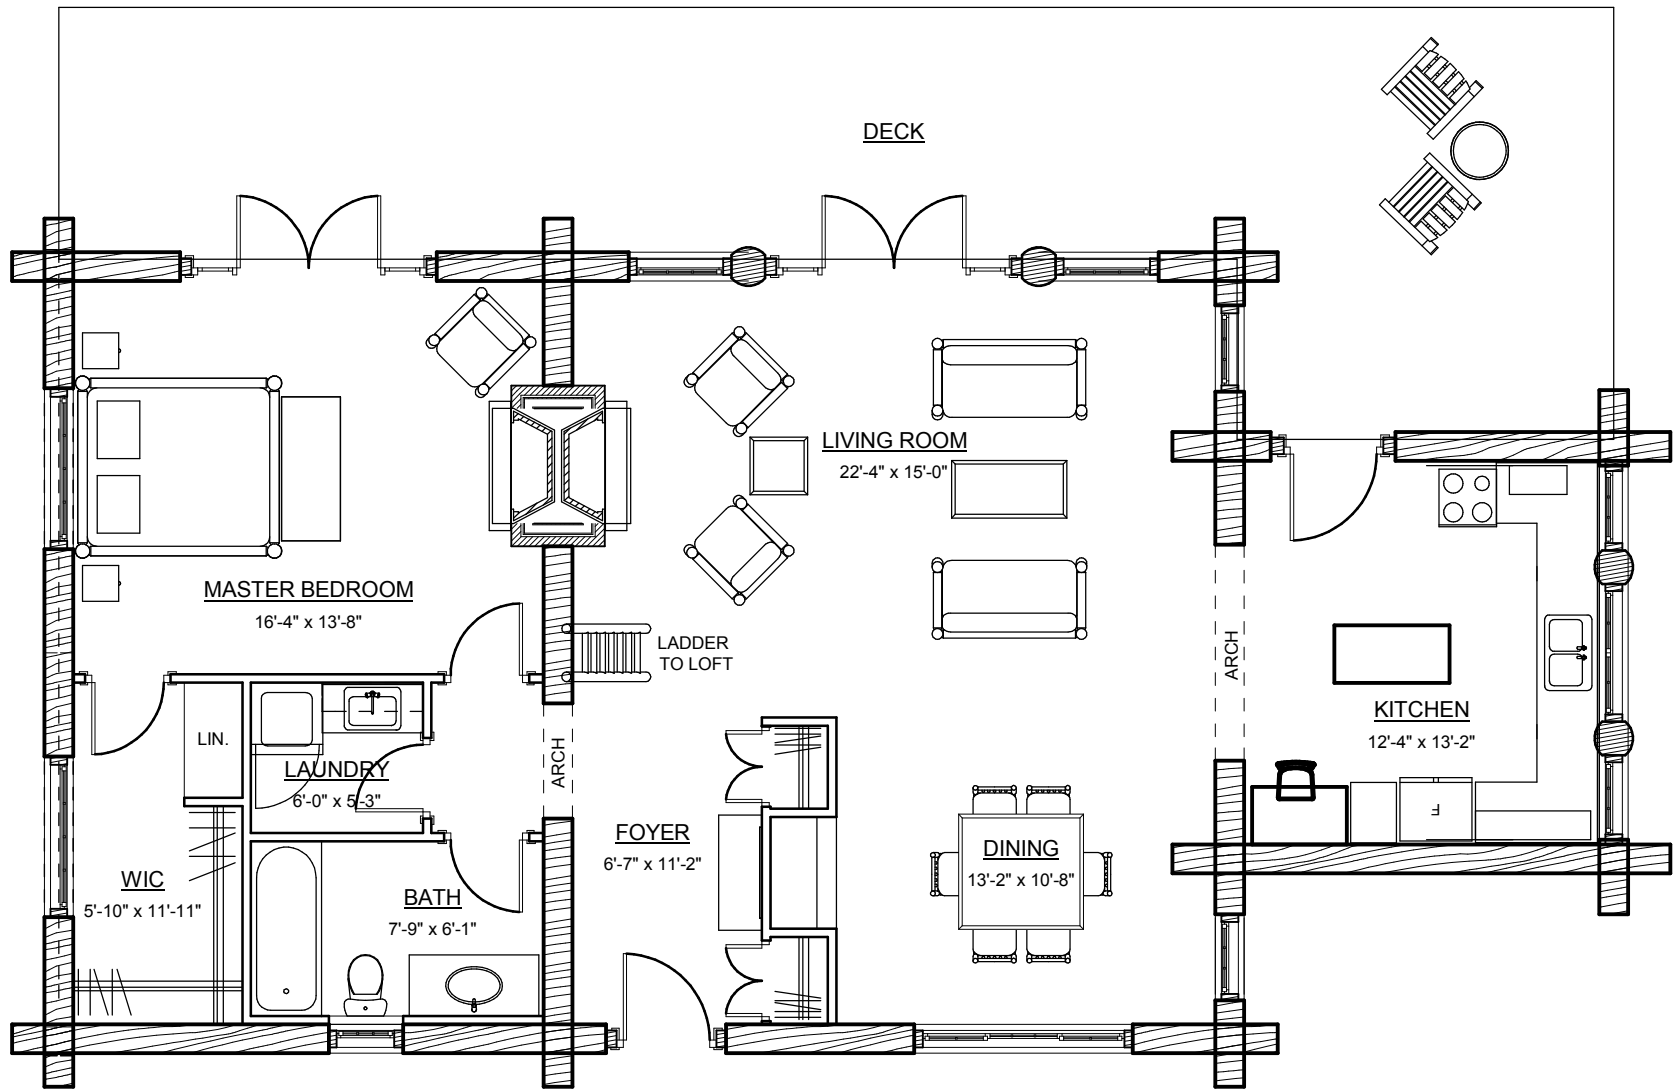 DECK
LIVING ROOM
22'-4" x 15'-0"
MASTER BEDROOM
16'-4" x 13'-8"
LADDER
TO LOFT
ARCH
KITCHEN
12'-4" x 13'-2"
LIN.
ARCH
LAUNDRY
6'-0" x 5'-3"
F
FOYER
6'-7" x 11'-2"
DINING
13'-2" x 10'-8"
WIC
5'-10" x 11'-11"
BATH
7'-9" x 6'-1"